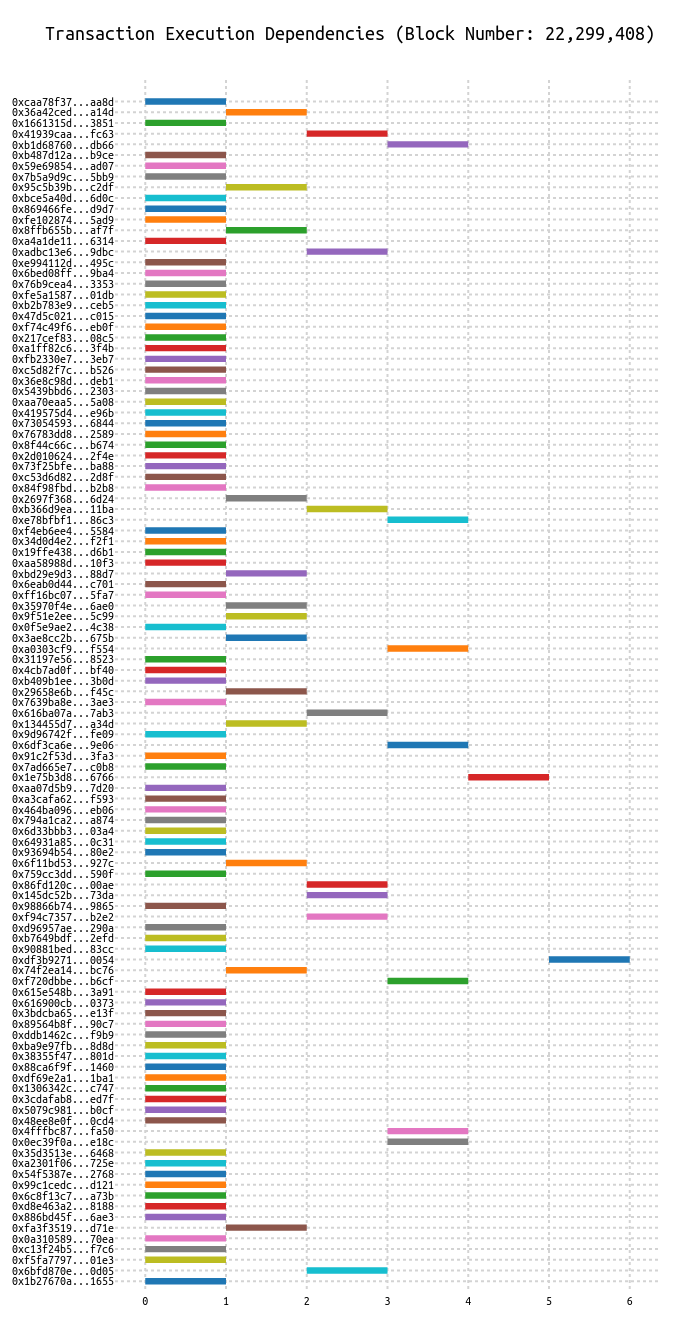 Transaction Execution Dependencies (Block Number: 22,299,408)
0xcaa78f37...aa8d
0x36a42ced...a14d
0x1661315d...3851
0x41939caa...fc63
0xb1d68760...db66
0xb487d12a...b9ce
0x59e69854...ad07
0x7b5a9d9c...5bb9
0x95c5b39b...c2df
0xbce5a40d...6d0c
0x869466fe...d9d7
0xfe102874...5ad9
0x8ffb655b...af7f
0xa4a1de11...6314
0xadbc13e6...9dbc
0xe994112d...495c
0x6bed08ff...9ba4
0x76b9cea4...3353
0xfe5a1587...01db
0xb2b783e9...ceb5
0x47d5c021...c015
0xf74c49f6...eb0f
0x217cef83...08c5
0xa1ff82c6...3f4b
0xfb2330e7...3eb7
0xc5d82f7c...b526
0x36e8c98d...deb1
0x5439bbd6...2303
0xaa70eaa5...5a08
0x419575d4...e96b
0x73054593...6844
0x76783dd8...2589
0x8f44c66c...b674
0x2d010624...2f4e
0x73f25bfe...ba88
0xc53d6d82...2d8f
0x84f98fbd...b2b8
0x2697f368...6d24
0xb366d9ea...11ba
0xe78bfbf1...86c3
0xf4eb6ee4...5584
0x34d0d4e2...f2f1
0x19ffe438...d6b1
0xaa58988d...10f3
0xbd29e9d3...88d7
0x6eab0d44...c701
0xff16bc07...5fa7
0x35970f4e...6ae0
0x9f51e2ee...5c99
0x0f5e9ae2...4c38
0x3ae8cc2b...675b
0xa0303cf9...f554
0x31197e56...8523
0x4cb7ad0f...bf40
0xb409b1ee...3b0d
0x29658e6b...f45c
0x7639ba8e...3ae3
0x616ba07a...7ab3
0x134455d7...a34d
0x9d96742f...fe09
0x6df3ca6e...9e06
0x91c2f53d...3fa3
0x7ad665e7...c0b8
0x1e75b3d8...6766
0xaa07d5b9...7d20
0xa3cafa62...f593
0x464ba096...eb06
0x794a1ca2...a874
0x6d33bbb3...03a4
0x64931a85...0c31
0x93694b54...80e2
0x6f11bd53...927c
0x759cc3dd...590f
0x86fd120c...00ae
0x145dc52b...73da
0x98866b74...9865
0xf94c7357...b2e2
0xd96957ae...290a
0xb7649bdf...2efd
0x90881bed...83cc
0xdf3b9271...0054
0x74f2ea14...bc76
0xf720dbbe...b6cf
0x615e548b...3a91
0x616900cb...0373
0x3bdcba65...e13f
0x89564b8f...90c7
0xddb1462c...f9b9
0xba9e97fb...8d8d
0x38355f47...801d
0x88ca6f9f...1460
0xdf69e2a1...1ba1
0x1306342c...c747
0x3cdafab8...ed7f
0x5079c981...b0cf
0x48ee8e0f...0cd4
0x4fffbc87...fa50
0x0ec39f0a...e18c
0x35d3513e...6468
0xa2301f06...725e
0x54f5387e...2768
0x99c1cedc...d121
0x6c8f13c7...a73b
0xd8e463a2...8188
0x886bd45f...6ae3
0xfa3f3519...d71e
0x0a310589...70ea
0xc13f24b5...f7c6
0xf5fa7797...01e3
0x6bfd870e...0d05
0x1b27670a...1655
0 1 2 3 4 5 6